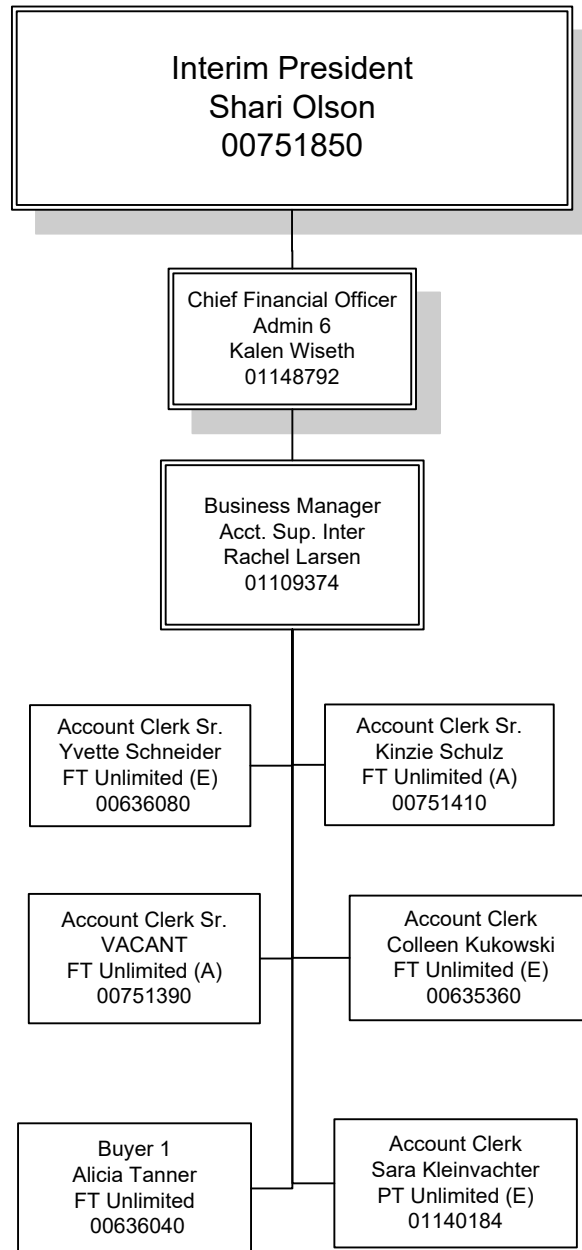 Interim President
Shari Olson
00751850
Chief Financial Officer
Admin 6
Kalen Wiseth
01148792
Business Manager
Acct. Sup. Inter
Rachel Larsen
01109374
Account Clerk Sr.
Yvette Schneider
FT Unlimited (E)
00636080
Account Clerk Sr.
Kinzie Schulz
FT Unlimited (A)
00751410
Account Clerk Sr.
VACANT
FT Unlimited (A)
00751390
Account Clerk
Colleen Kukowski
FT Unlimited (E)
00635360
Buyer 1
Alicia Tanner
FT Unlimited
00636040
Account Clerk
Sara Kleinvachter
PT Unlimited (E)
01140184